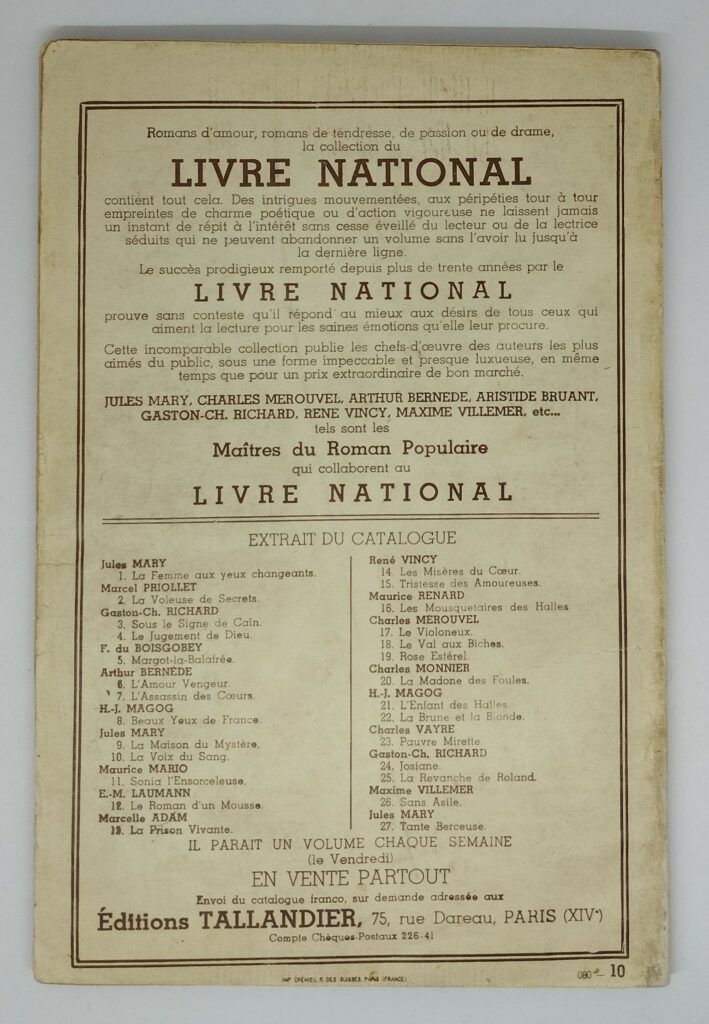 Romans d'amour, romans de tendresse, de passion ou de drame,
la collection du
LIVRE NATIONAL
contient tout cela. Des intrigues mouvementées, aux péripéties tour à tour
empreintes de charme poétique ou d'action vigoureuse ne laissent jamais
un instant de répit à l'intérêt sans cesse éveillé du lecteur ou de la lectrice
séduits qui ne peuvent abandonner un volume sans l'avoir lu jusqu'à
la dernière ligne.
Le succès prodigieux remporté depuis plus de trente années par le
LIVRE NATIONAL
prouve sans conteste qu'il répond au mieux aux désirs de tous ceux qui
aiment la lecture pour les saines émotions qu'elle leur procure.
Cette incomparable collection publie les chefs-d'œuvre des auteurs les plus
aimés du public, sous une forme impeccable et presque luxueuse, en même
temps que pour un prix extraordinaire de bon marché.
JULES MARY, CHARLES MEROUVEL, ARTHUR BERNÈDE, ARISTIDE BRUANT,
GASTON-CH. RICHARD, RENE VINCY, MAXIME VILLEMER, etc...
tels sont les
Maîtres du Roman Populaire
qui collaborent au
LIVRE NATIONAL
EXTRAIT DU CATALOGUE
Jules MARY
1. La Femme aux yeux changeants.
Marcel PRIOLLET
2. La Voleuse de Secrets.
Gaston-Ch. RICHARD
3. Sous le Signe de Caïn.
4. Le Jugement de Dieu.
F. du BOISGOBEY
5. Margot-la-Balafrée.
Arthur BERNÈDE
6. L'Amour Vengeur.
7. L'Assassin des Cœurs.
H.-J. MAGOG
8. Beaux Yeux de France.
Jules MARY
9. La Maison du Mystère.
10. La Voix du Sang.
Maurice MARIO
11. Sonia l'Ensorceleuse.
E.-M. LAUMANN
12. Le Roman d'un Mousse.
Marcelle ADAM
13. La Prison Vivante.
René VINCY
14. Les Misères du Cœur.
15. Tristesse des Amoureuses.
Maurice RENARD
16. Les Mousquetaires des Halles
Charles MEROUVEL
17. Le Violoneux.
18. Le Val aux Biches.
19. Rose Estérel.
Charles MONNIER
20. La Madone des Foules.
H.-J. MAGOG
21. L'Enfant des Halles.
22. La Brune et la Blonde.
Charles VAYRE
23. Pauvre Mirette
Gaston-Ch. RICHARD
24. Josiane.
25. La Revanche de Roland.
Maxime VILLEMER
26. Sans Asile.
Jules MARY
27. Tante Berceuse.
IL PARAIT UN VOLUME CHAQUE SEMAINE
(le Vendredi)
EN VENTE PARTOUT
Envoi du catalogue franco, sur demande adressée aux
Éditions TALLANDIER, 75, rue Dareau, PARIS (XIVe)
Compte Chèques-Postaux 226-41
IMP CRÉMIEU, R. DES SUISSES, PARIS (FRANCE).
080 10